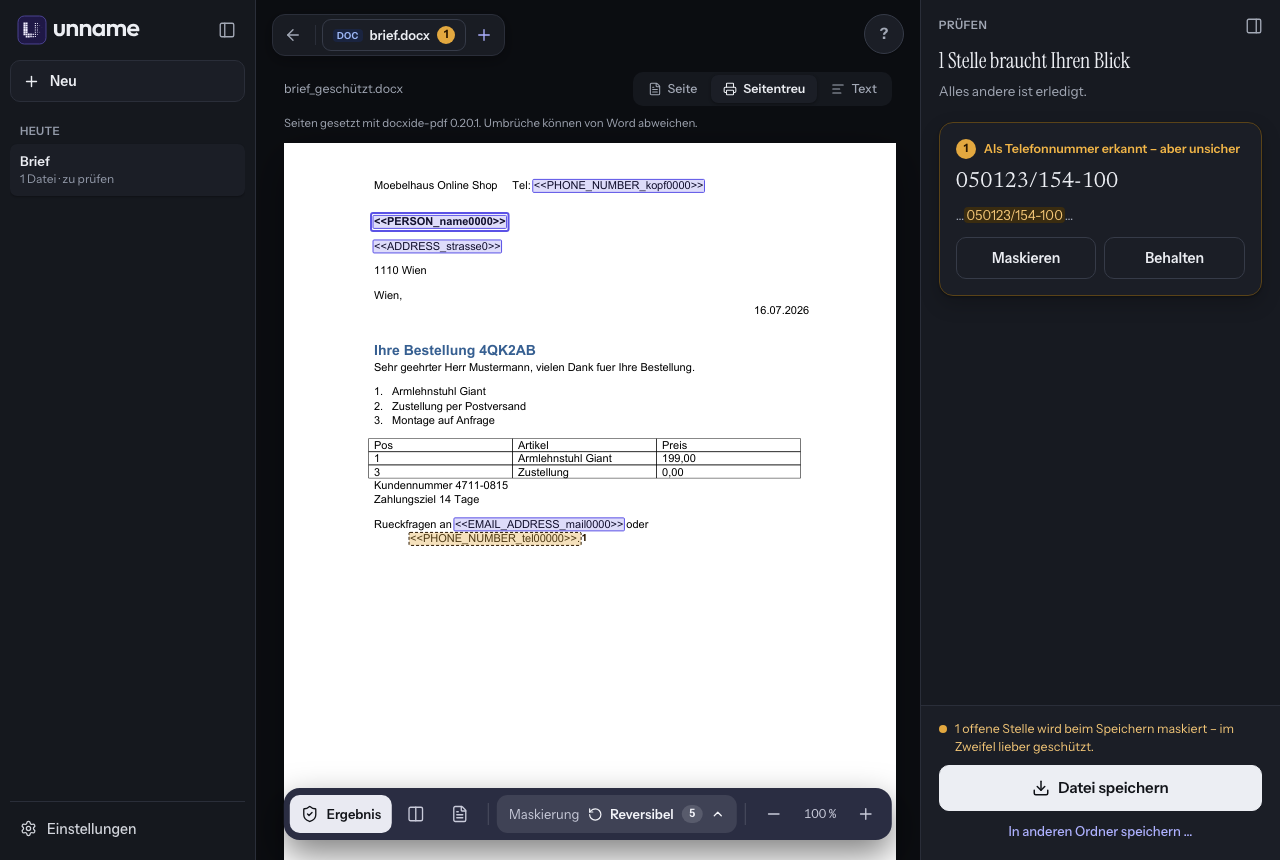 unname
Neu
HEUTE
Brief
1 Datei · zu prüfen
Einstellungen
DOC brief.docx 1
?
brief_geschützt.docx
Seite Seitentreu Text
Seiten gesetzt mit docxide-pdf 0.20.1. Umbrüche können von Word abweichen.
Moebelhaus Online Shop Tel: <<PHONE_NUMBER_kopf0000>>
<<PERSON_name0000>>
<<ADDRESS_strasse0>>
1110 Wien
Wien,
16.07.2026
Ihre Bestellung 4QK2AB
Sehr geehrter Herr Mustermann, vielen Dank fuer Ihre Bestellung.
1. Armlehnstuhl Giant
2. Zustellung per Postversand
3. Montage auf Anfrage
Pos Artikel Preis
1 Armlehnstuhl Giant 199,00
3 Zustellung 0,00
Kundennummer 4711-0815
Zahlungsziel 14 Tage
Rueckfragen an <<EMAIL_ADDRESS_mail0000>> oder
<<PHONE_NUMBER_tel00000>>. 1
Ergebnis Maskierung Reversibel 5 100 %
PRÜFEN
1 Stelle braucht Ihren Blick
Alles andere ist erledigt.
1 Als Telefonnummer erkannt – aber unsicher
050123/154-100
… 050123/154-100 …
Maskieren Behalten
1 offene Stelle wird beim Speichern maskiert – im
Zweifel lieber geschützt.
Datei speichern
In anderen Ordner speichern …